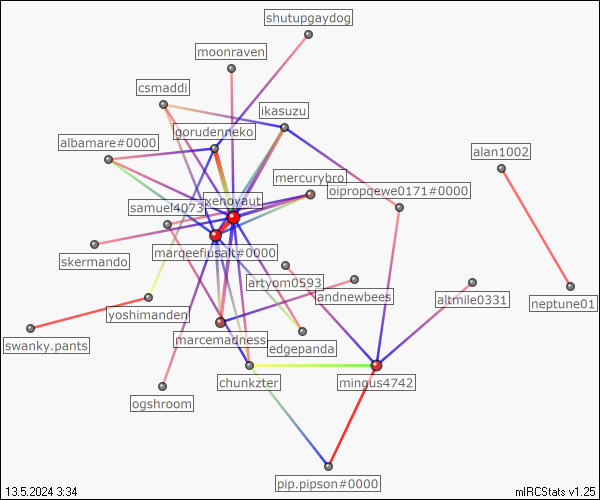 shutupgaydog
moonraven
csmaddi
ikasuzu
gorudenneko
albamare#0000
alan1002
mercurybro
oipropdewe0171#0000
xenovaut
samuel4073
skermando
marqeefiusalt#0000
artyom0593
andnewbees
altmile0331
neptune01
yoshimanden
marcemadness
swanky.pants
edgepanda
chunkzter
mingus4742
ogshroom
pip.pipson#0000
13.5.2024 3:34
mIRCStats v1.25